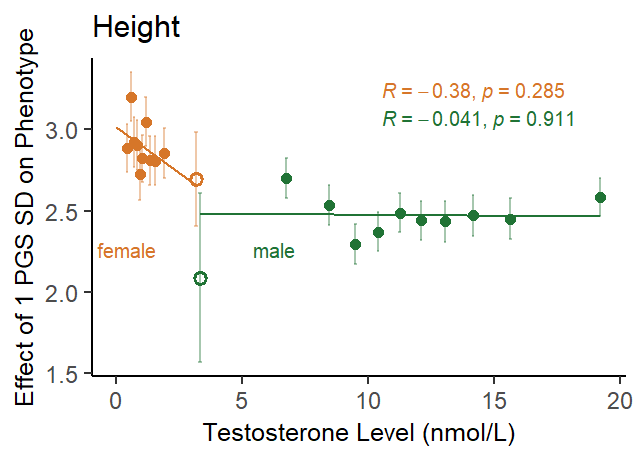 Height
Effect of 1 PGS SD on Phenotype
R = −0.38, p = 0.285
R = −0.041, p = 0.911
3.0
2.5
2.0
1.5
female
male
0 5 10 15 20
Testosterone Level (nmol/L)